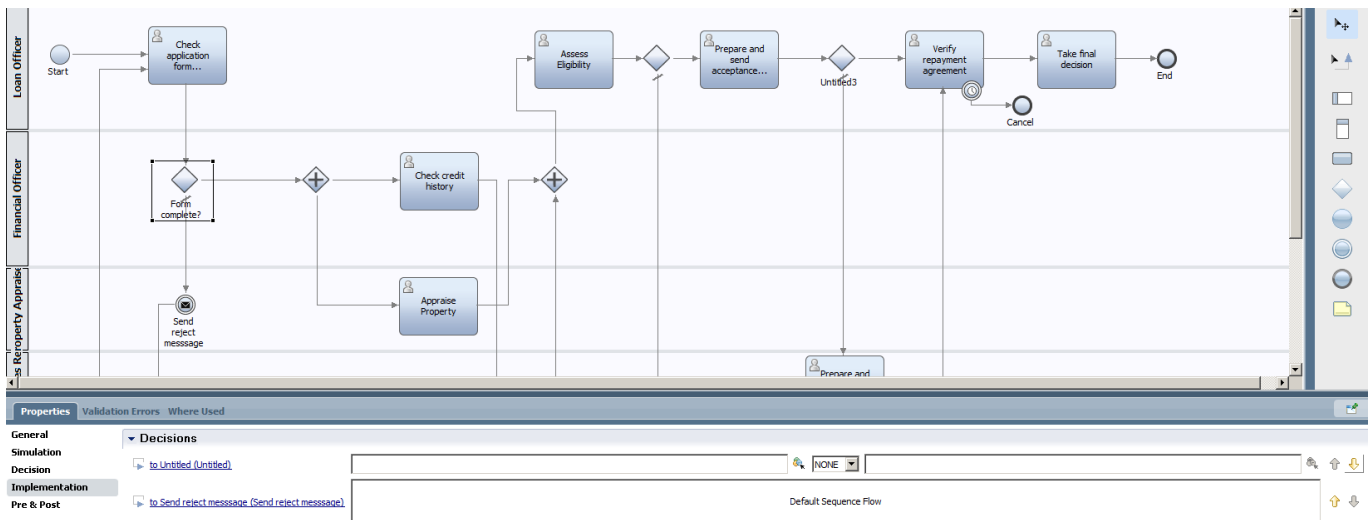 Loan Officer
Start
Check
application
form...
Assess
Eligibility
Prepare and
send
acceptance...
Untitled3
Verify
repayment
agreement
Take final
decision
End
Cancel
Financial Officer
Form
complete?
Check credit
history
roperty Appraise
Appraise
Property
Send
reject
messsage
s Re
Prepare and
Properties
Validation Errors
Where Used
General
Simulation
Decision
Implementation
Pre & Post
Decisions
to Untitled (Untitled)
NONE
to Send reject messsage (Send reject messsage)
Default Sequence Flow